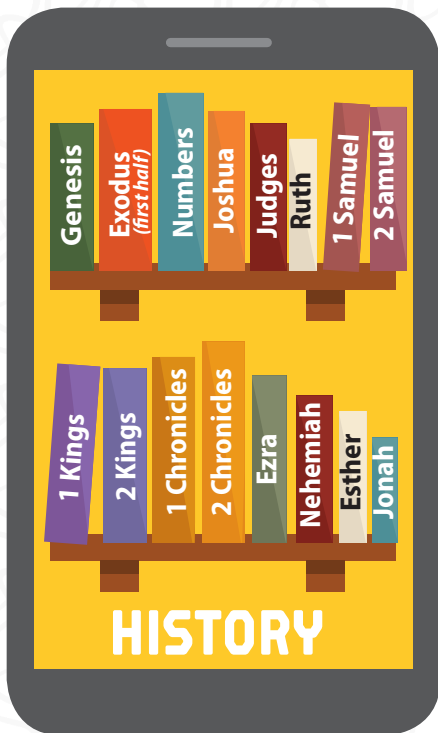 Genesis
Exodus
(first half)
Numbers
Joshua
Judges
Ruth
1 Samuel
2 Samuel
1 Kings
2 Kings
1 Chronicles
2 Chronicles
Ezra
Nehemiah
Esther
Jonah
HISTORY